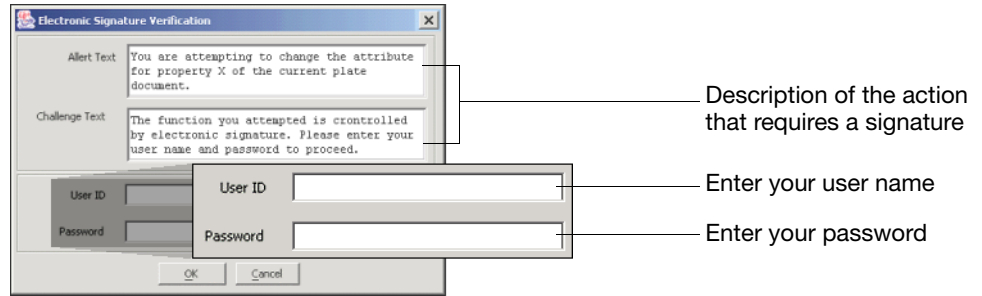 Electronic Signature Verification
Allert Text
You are attempting to change the attribute
for property X of the current plate
document.
Challenge Text
The function you attempted is crontrolled
by electronic signature. Please enter your
user name and password to proceed.
User ID
Password
User ID
Password
OK
Cancel
Description of the action
that requires a signature
Enter your user name
Enter your password